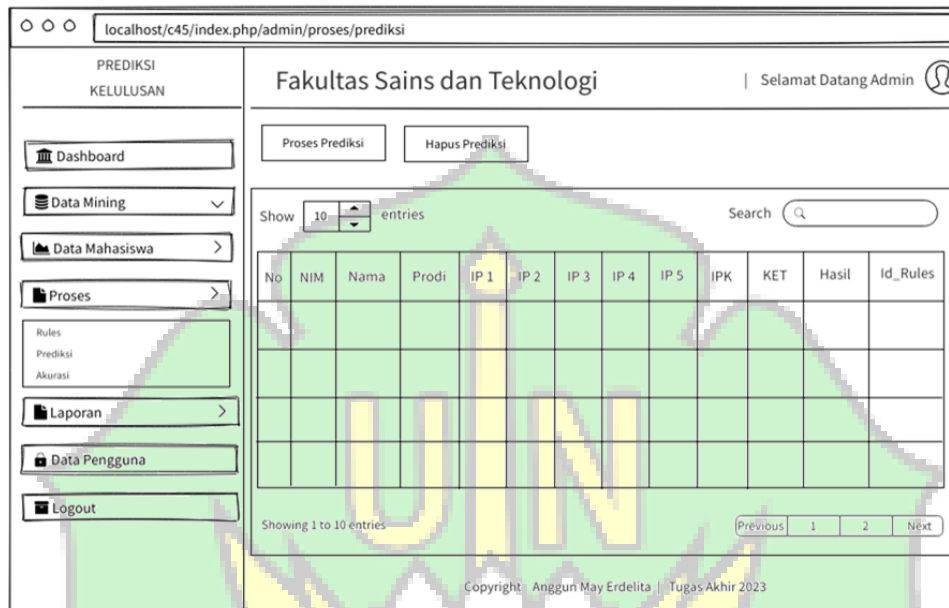 localhost/c45/index.php/admin/proses/prediksi
PREDIKSI
KELULUSAN
Fakultas Sains dan Teknologi
| Selamat Datang Admin
Dashboard
Data Mining
Data Mahasiswa
Proses
Rules
Prediksi
Akurasi
Laporan
Data Pengguna
Logout
Proses Prediksi
Hapus Prediksi
Show 10 entries
Search
No NIM Nama Prodi IP 1 IP 2 IP 3 IP 4 IP 5 IPK KET Hasil Id_Rules
Showing 1 to 10 entries
Previous 1 2 Next
Copyright Anggun May Erdelita | Tugas Akhir 2023
UIN